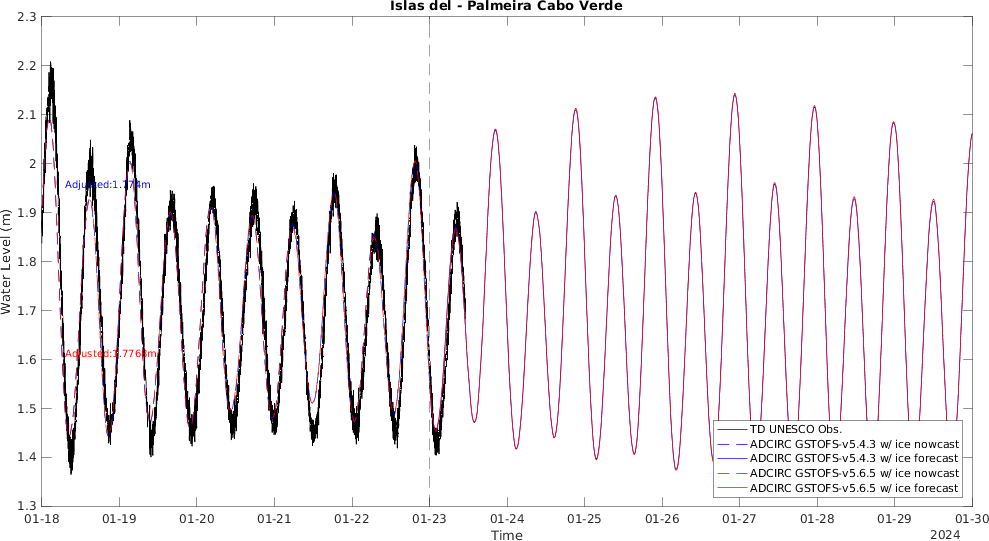 Islas del - Palmeira Cabo Verde
2.3
2.2
2.1
2
1.9
1.8
1.7
1.6
1.5
1.4
1.3
Water Level (m)
Adjusted:1.774m
Adjusted:1.7768m
TD UNESCO Obs.
ADCIRC GSTOFS-v5.4.3 w/ ice nowcast
ADCIRC GSTOFS-v5.4.3 w/ ice forecast
ADCIRC GSTOFS-v5.6.5 w/ ice nowcast
ADCIRC GSTOFS-v5.6.5 w/ ice forecast
01-18 01-19 01-20 01-21 01-22 01-23 01-24 01-25 01-26 01-27 01-28 01-29 01-30
Time
2024